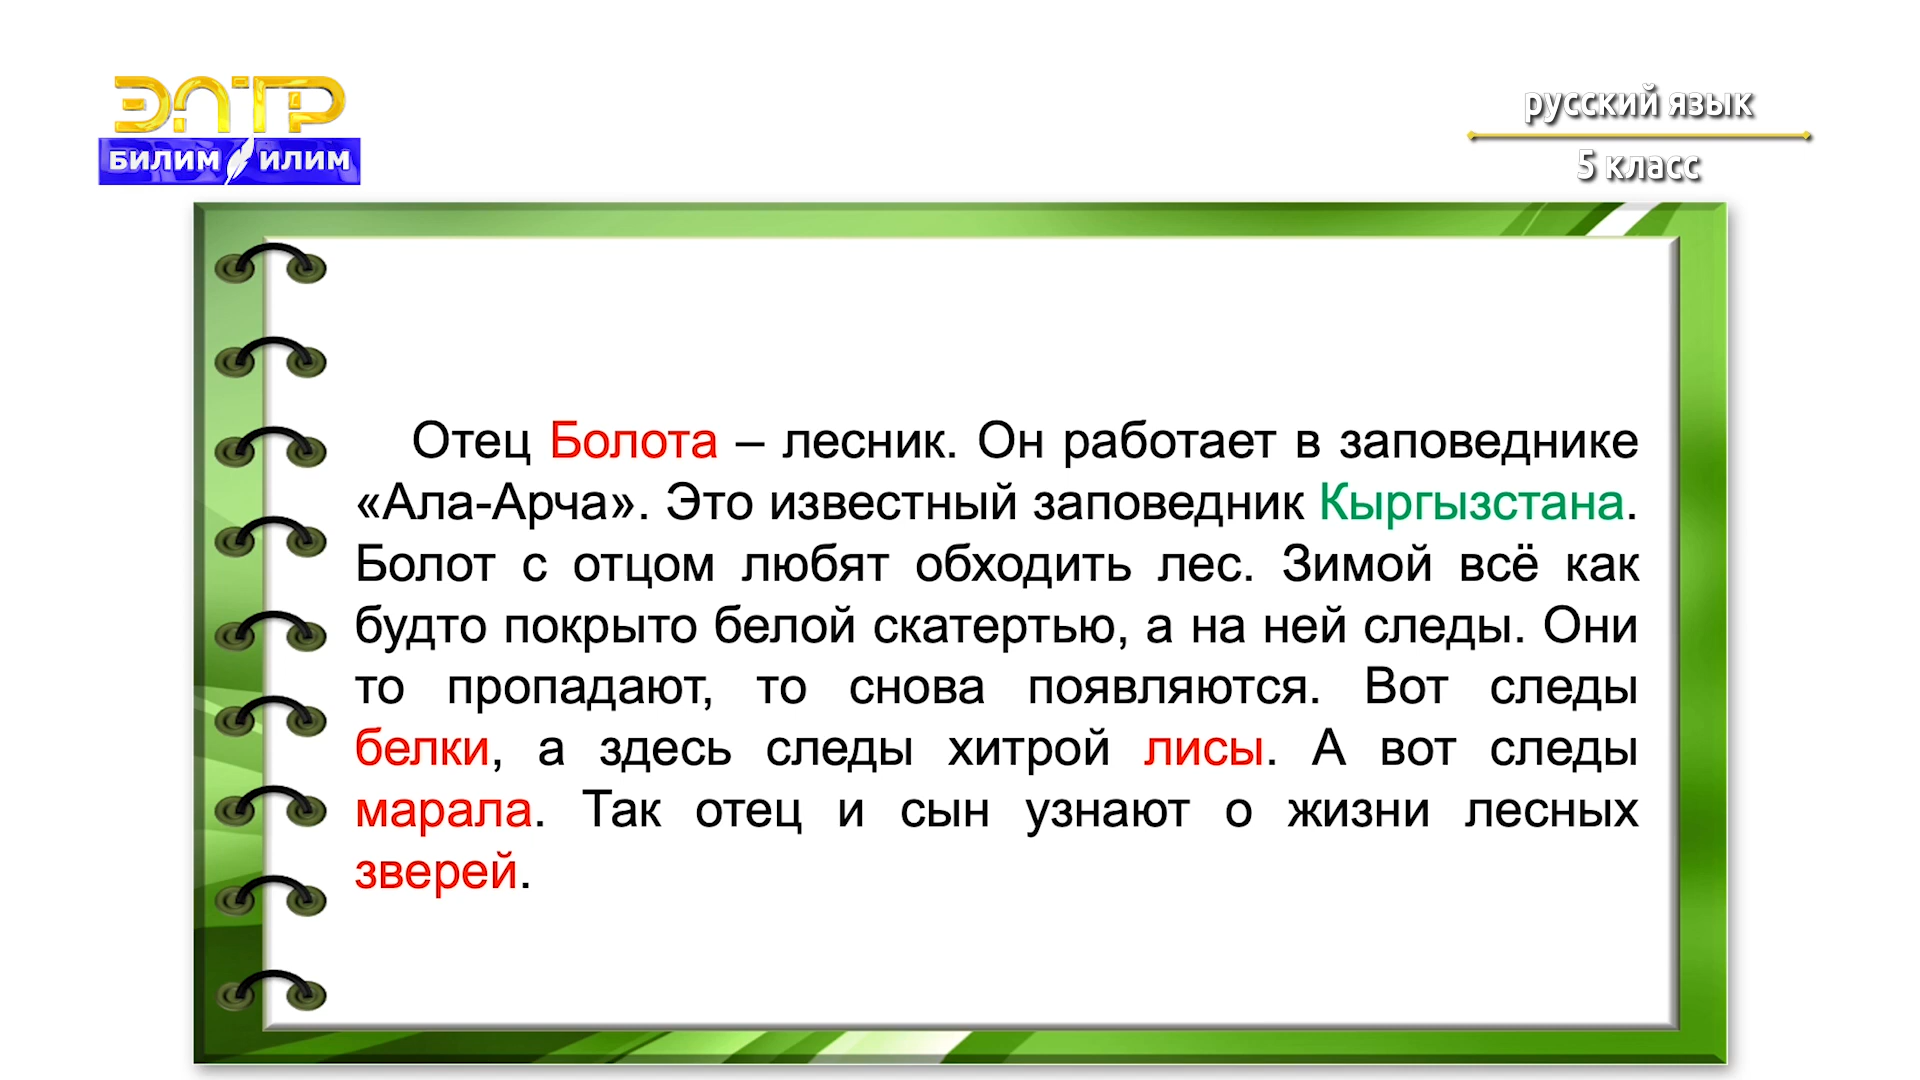 ЭЛТР
БИЛИМ ИЛИМ
русский язык
5 класс
Отец Болота – лесник. Он работает в заповеднике
«Ала-Арча». Это известный заповедник Кыргызстана.
Болот с отцом любят обходить лес. Зимой всё как
будто покрыто белой скатертью, а на ней следы. Они
то пропадают, то снова появляются. Вот следы
белки, а здесь следы хитрой лисы. А вот следы
марала. Так отец и сын узнают о жизни лесных
зверей.